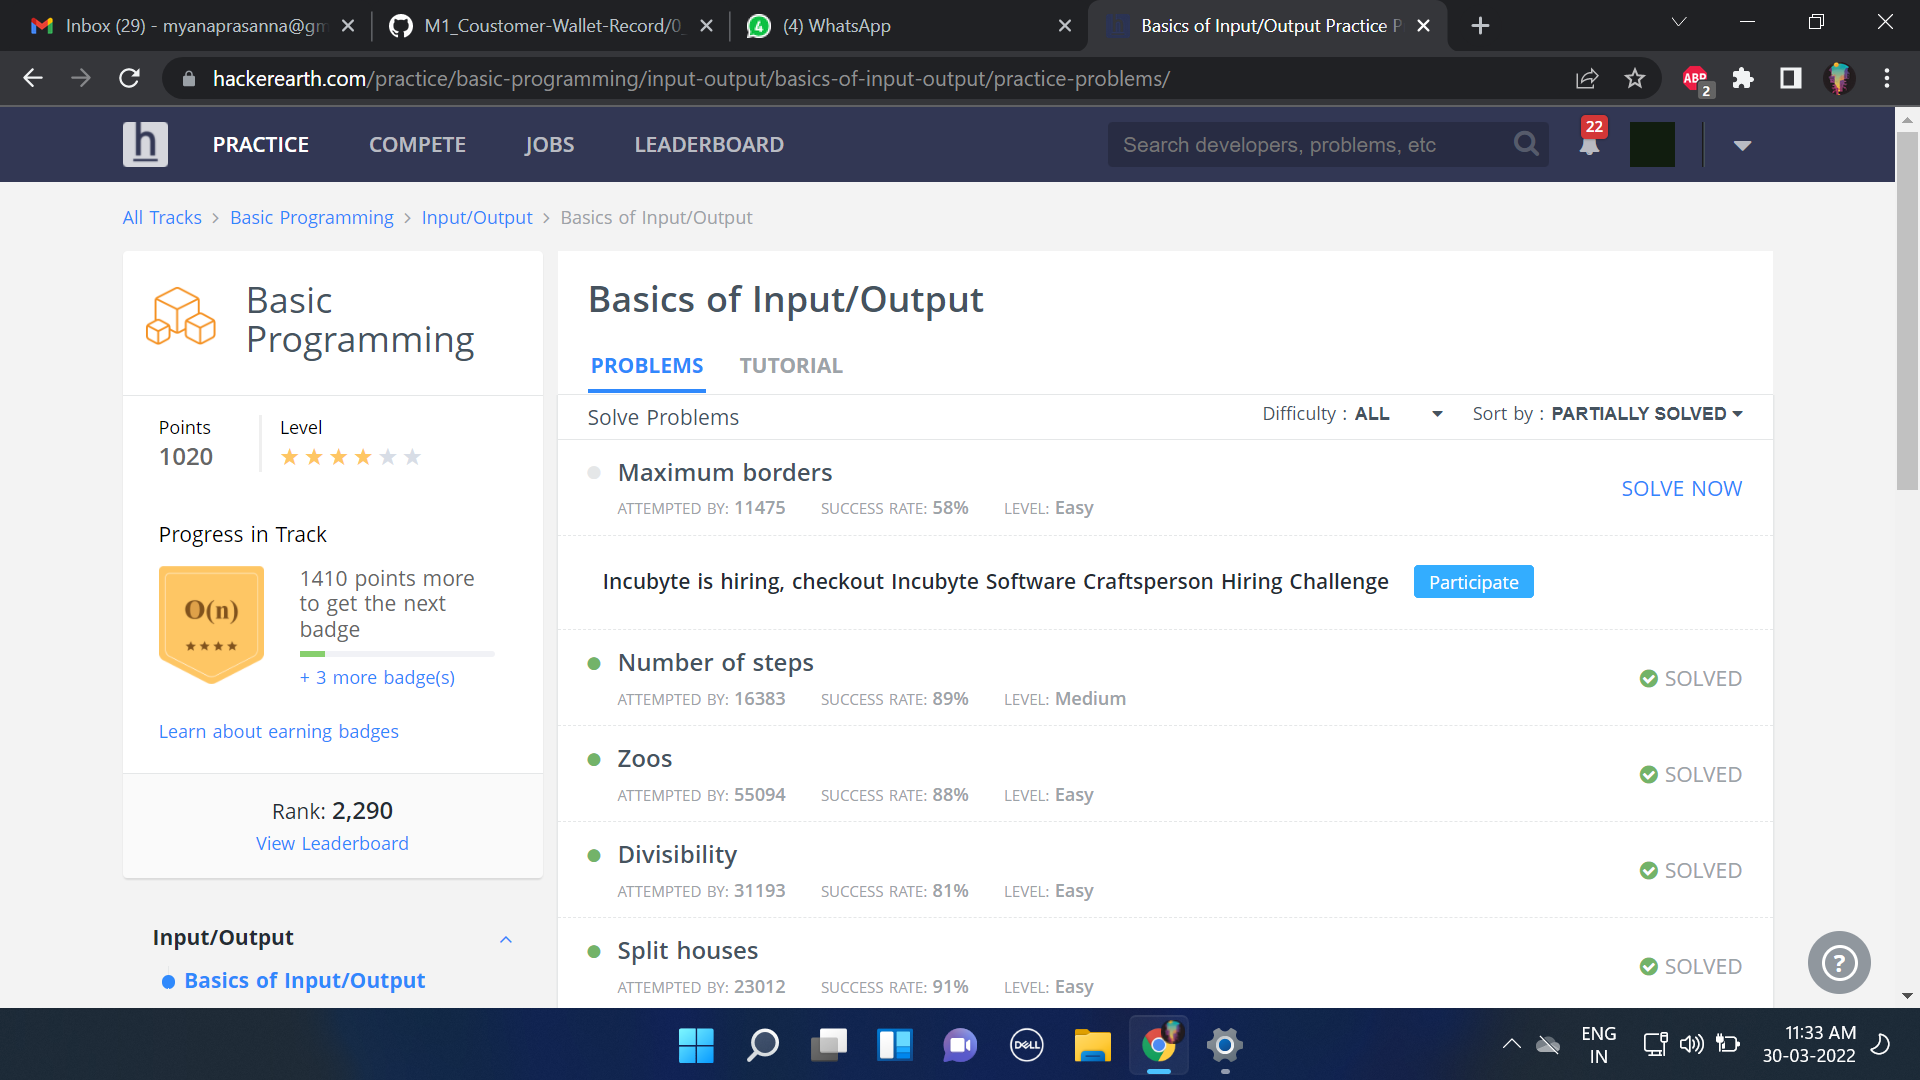 Inbox (29) - myanaprasanna@gm
M1_Coustomer-Wallet-Record/0_
4
(4) WhatsApp
Basics of Input/Output Practice P
hackerearth.com/practice/basic-programming/input-output/basics-of-input-output/practice-problems/
ABP
2
h
PRACTICE
COMPETE
JOBS
LEADERBOARD
Search developers, problems, etc
22
All Tracks > Basic Programming > Input/Output > Basics of Input/Output
Basic
Programming
Points
1020
Level
Progress in Track
O(n)
1410 points more
to get the next
badge
+ 3 more badge(s)
Learn about earning badges
Rank: 2,290
View Leaderboard
Input/Output
Basics of Input/Output
Basics of Input/Output
PROBLEMS
TUTORIAL
Solve Problems
Difficulty : ALL
Sort by : PARTIALLY SOLVED
Maximum borders
ATTEMPTED BY: 11475 SUCCESS RATE: 58% LEVEL: Easy
SOLVE NOW
Incubyte is hiring, checkout Incubyte Software Craftsperson Hiring Challenge
Participate
Number of steps
ATTEMPTED BY: 16383 SUCCESS RATE: 89% LEVEL: Medium
SOLVED
Zoos
ATTEMPTED BY: 55094 SUCCESS RATE: 88% LEVEL: Easy
SOLVED
Divisibility
ATTEMPTED BY: 31193 SUCCESS RATE: 81% LEVEL: Easy
SOLVED
Split houses
ATTEMPTED BY: 23012 SUCCESS RATE: 91% LEVEL: Easy
SOLVED
?
DELL
ENG
IN
11:33 AM
30-03-2022